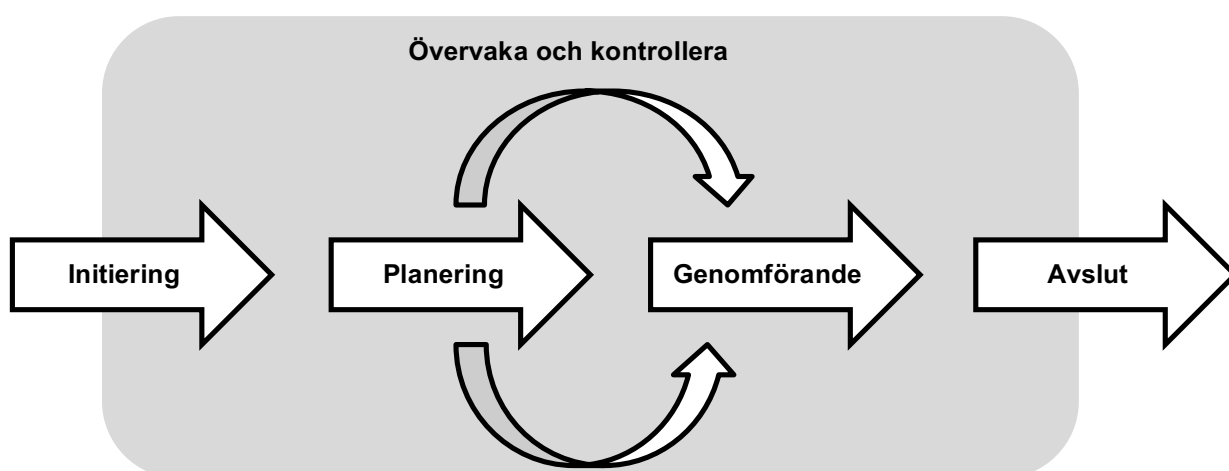 Övervaka och kontrollera
Initiering
Planering
Genomförande
Avslut